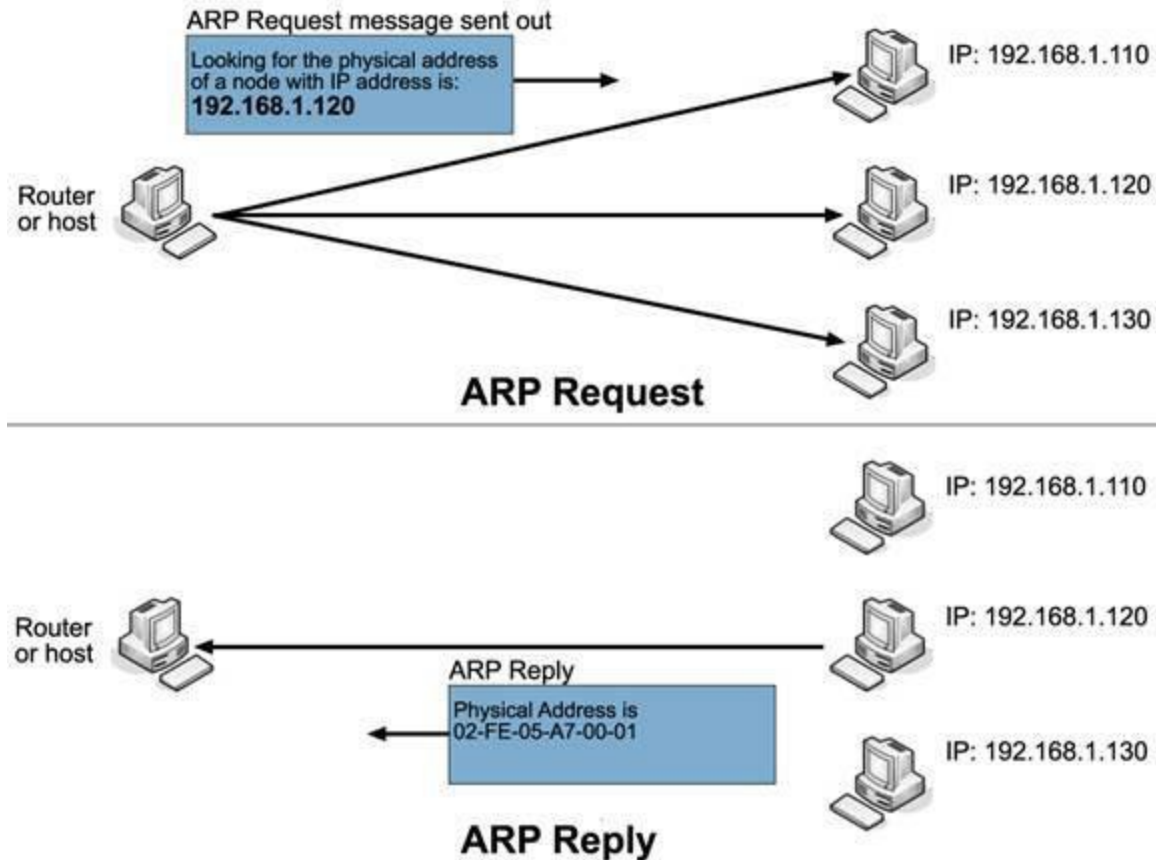 ARP Request message sent out
Looking for the physical address
of a node with IP address is:
192.168.1.120
IP: 192.168.1.110
Router
or host
IP: 192.168.1.120
IP: 192.168.1.130
ARP Request
IP: 192.168.1.110
Router
or host
IP: 192.168.1.120
ARP Reply
Physical Address is
02-FE-05-A7-00-01
IP: 192.168.1.130
ARP Reply